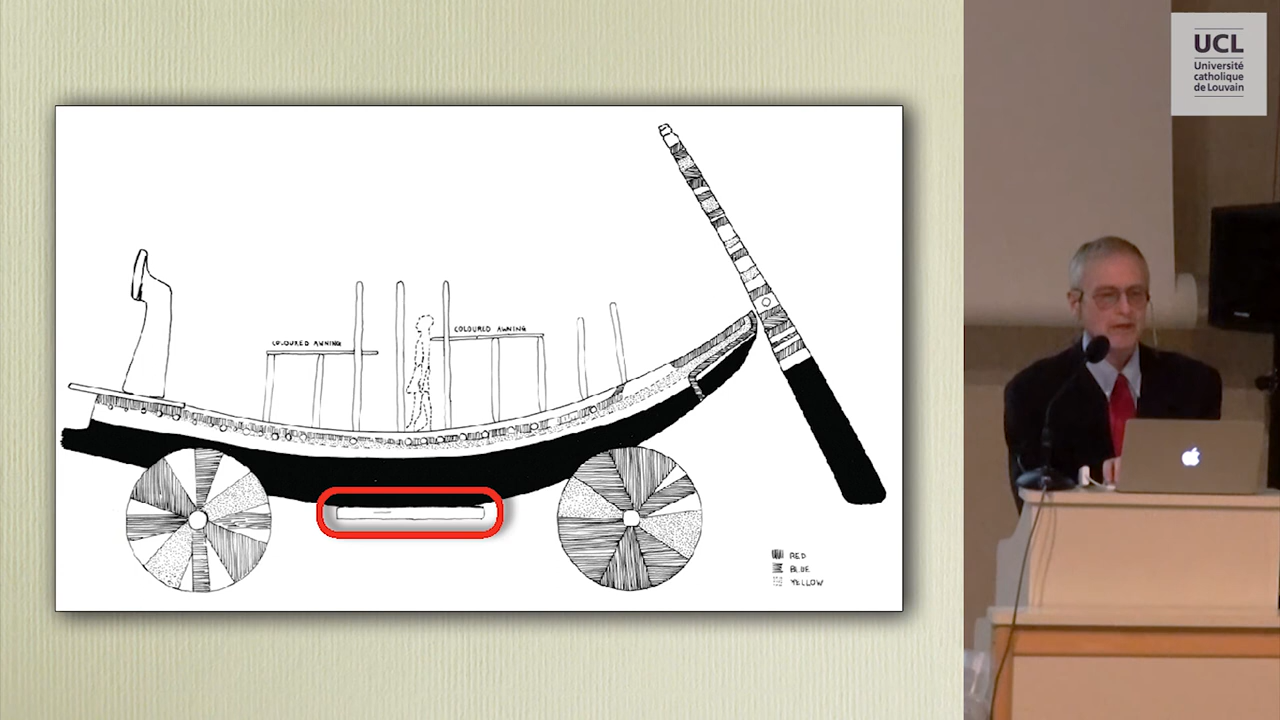 UCL
Université
catholique
de Louvain
COLOURED AWNING
COLOURED AWNING
RED
BLUE
YELLOW